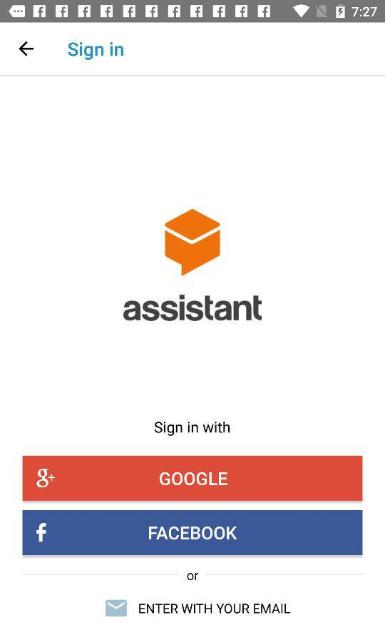 7:27
Sign in
assistant
Sign in with
g+ GOOGLE
f FACEBOOK
or
ENTER WITH YOUR EMAIL